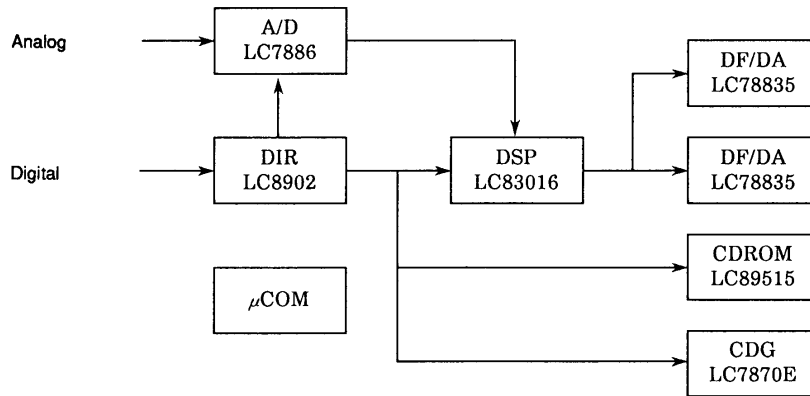 Analog
A/D
LC7886
DF/DA
LC78835
Digital
DIR
LC8902
DSP
LC83016
DF/DA
LC78835
μCOM
CDROM
LC89515
CDG
LC7870E